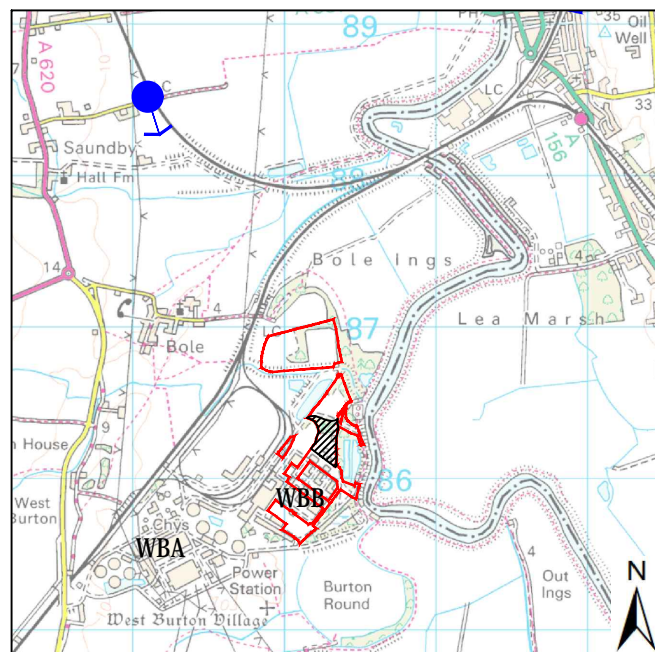 89
PH
35
Oil
Well
A 620
C
LC
33
Saundby
A
156
Hall Fm
88
14
Bole Ings
4
4
87
LC
Lea Marsh
Bole
n House
9
86
West
Burton
WBB
Chys
WBA
4
N
Power
Station
Burton
Round
Out
Ings
West Burton Village